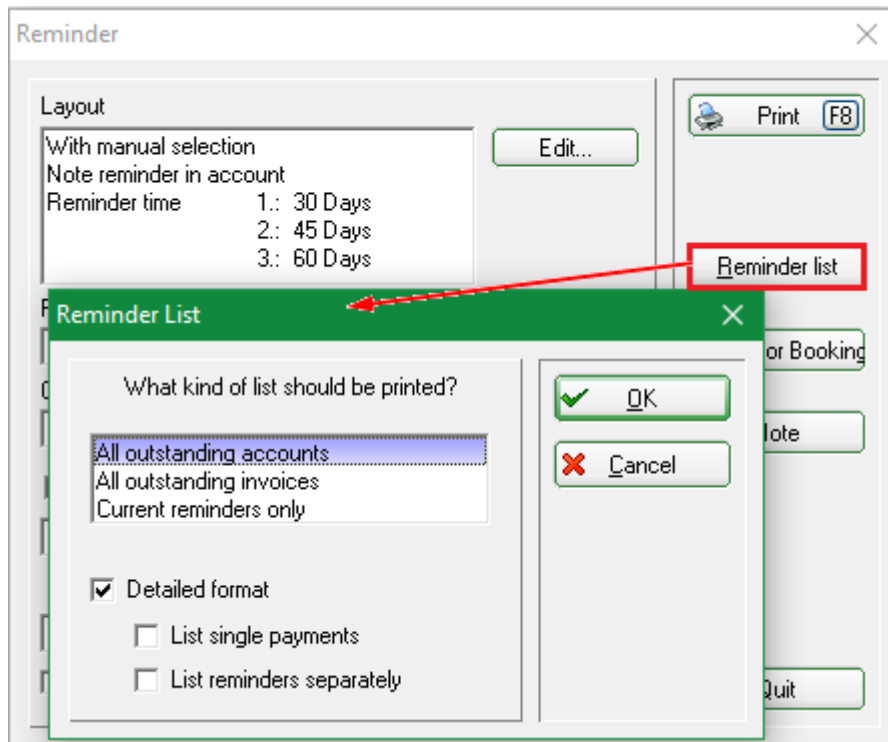 Reminder
Layout
With manual selection
Note reminder in account
Reminder time 1.: 30 Days
2.: 45 Days
3.: 60 Days
Edit...
Print F8
Reminder list
or Booking
Quit
Reminder List
What kind of list should be printed?
All outstanding accounts
All outstanding invoices
Current reminders only
Detailed format
List single payments
List reminders separately
OK
Cancel